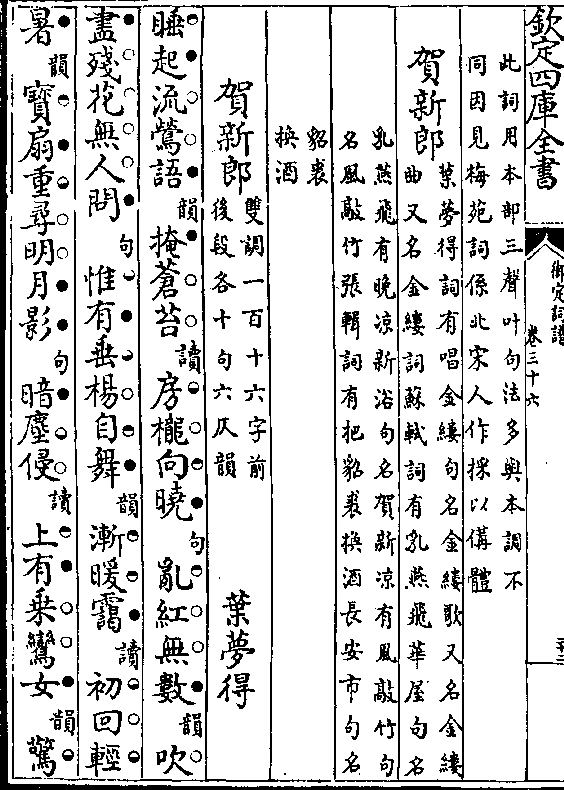 欽定四庫全書
御定詞譜
卷三十六
此詞用本部三聲叶句法多與本調不
同因見梅苑詞係北宋人作採以俻體
賀新郎
葉夢得詞有唱金縷句名金縷歌又名金縷
曲又名金縷詞蘇軾詞有乳燕飛華屋句名
乳燕飛有晚凉新浴句名賀新凉有風敲竹句
名風敲竹張輯詞有把貂裘換酒長安市句名
貂裘
換酒
賀新郎
雙調一百十六字前
後段各十句六仄韻
葉夢得
睡起流鶯語韻掩蒼苔讀房櫳向曉句亂紅無數韻吹
盡殘花無人問句惟有垂楊自舞韻漸暖靄讀初回輕
暑韻寶扇重尋明月影句暗塵侵讀上有乗鸞女韻驚